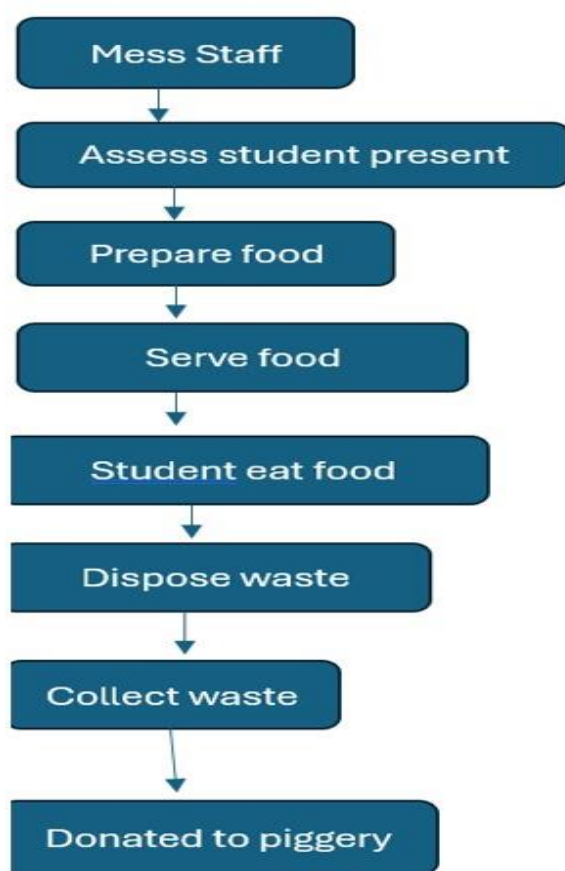 Mess Staff
Assess student present
Prepare food
Serve food
Student eat food
Dispose waste
Collect waste
Donated to piggery